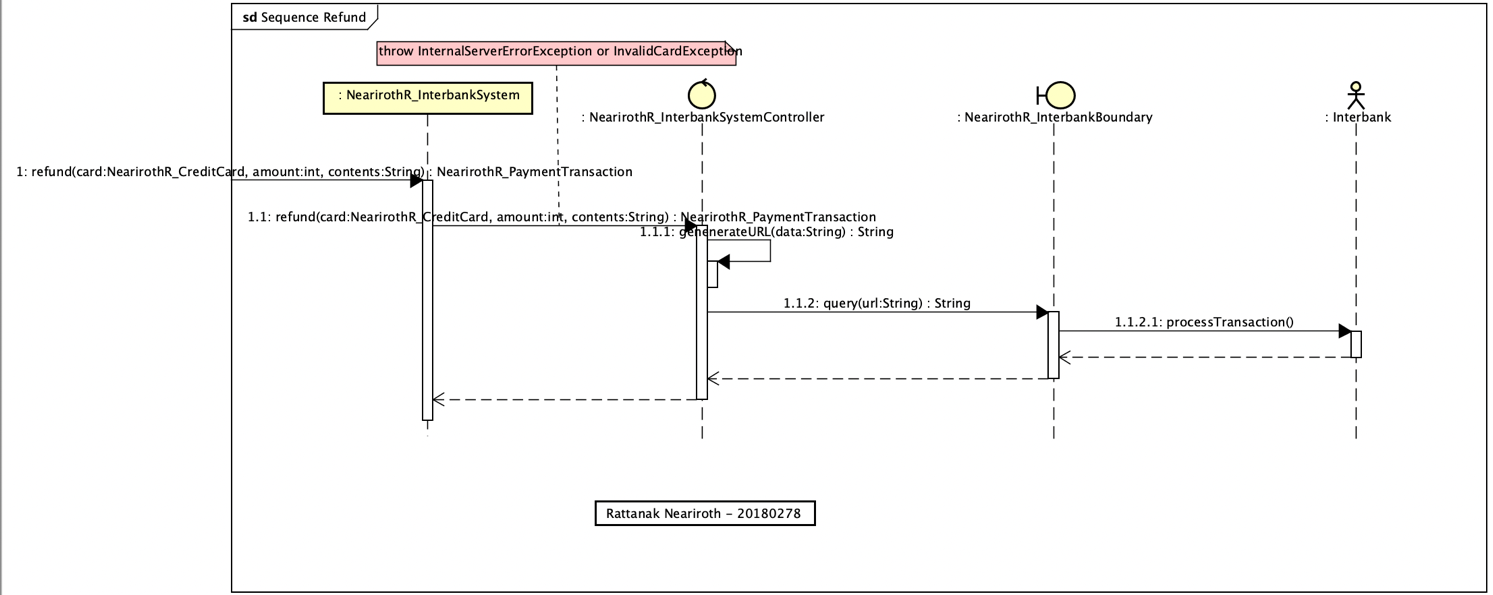 sd Sequence Refund
throw InternalServerErrorException or InvalidCardException
: NearirothR_InterbankSystem
: NearirothR_InterbankSystemController
: NearirothR_InterbankBoundary
: Interbank
1: refund(card:NearirothR_CreditCard, amount:int, contents:String) : NearirothR_PaymentTransaction
1.1: refund(card:NearirothR_CreditCard, amount:int, contents:String) : NearirothR_PaymentTransaction
1.1.1: genenerateURL(data:String) : String
1.1.2: query(url:String) : String
1.1.2.1: processTransaction()
Rattanak Neariroth – 20180278